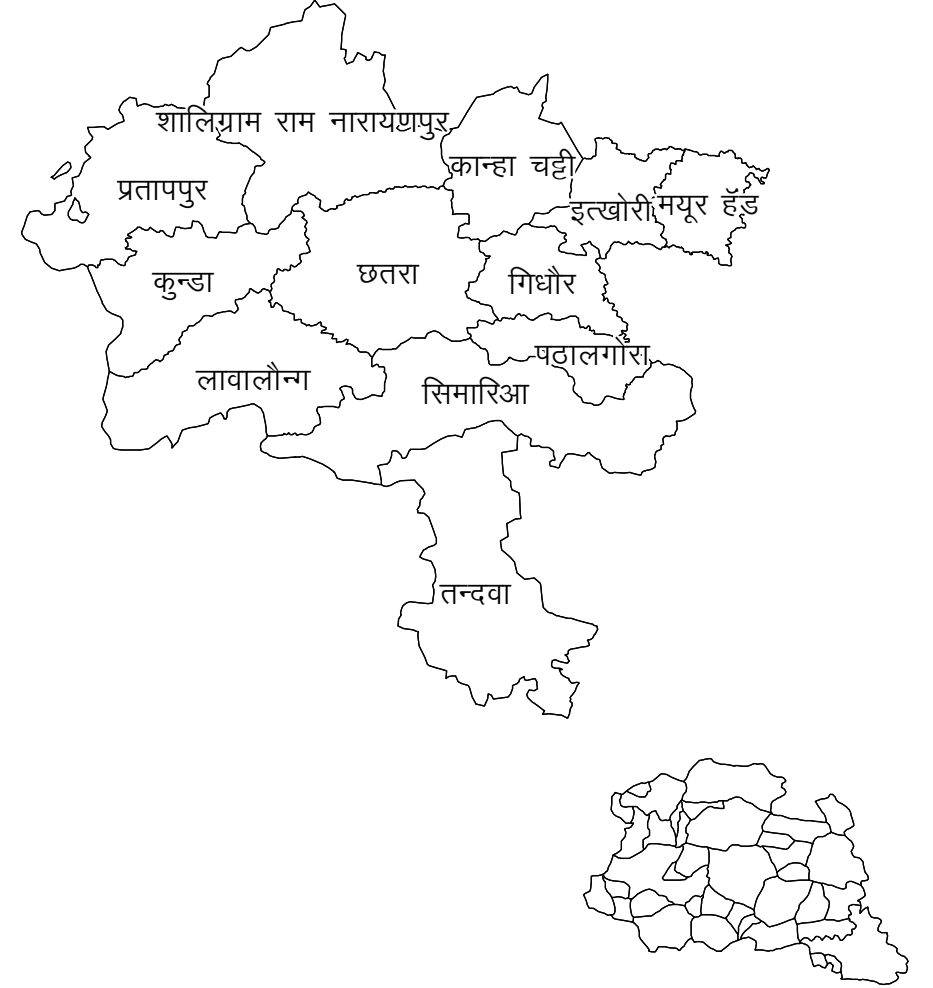 शालिग्राम राम नारायणपुर
कान्हा चट्टी
प्रतापपुर
इत्खोरी
मयूर हॅंड
कुन्डा
छतरा
गिधौर
पठालगोरा
लावालौन्ग
सिमारिआ
तन्दवा